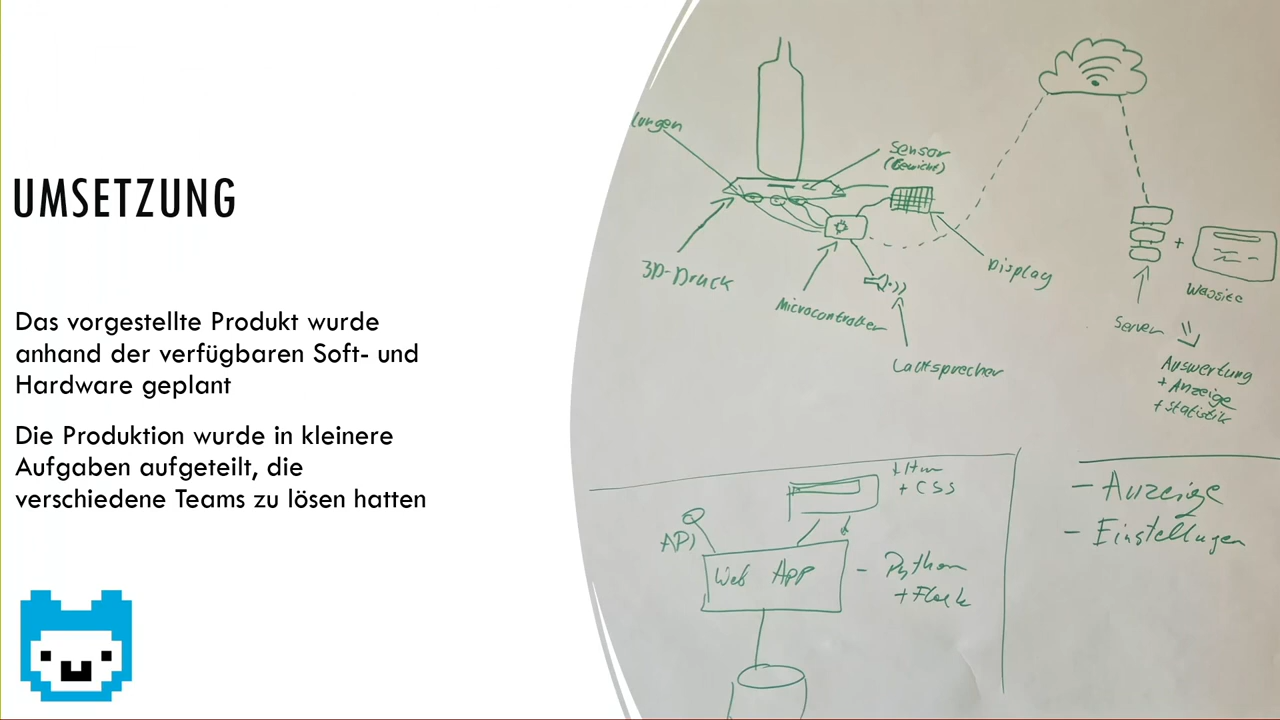 UMSETZUNG
Das vorgestellte Produkt wurde
anhand der verfügbaren Soft- und
Hardware geplant
Die Produktion wurde in kleinere
Aufgaben aufgeteilt, die
verschiedene Teams zu lösen hatten
Sensor
(Gewicht)
3D-Druck
Microcontroller
Display
Lautsprecher
Server
+
Website
Auswertung
+ Anzeige
+ Statistik
+ CSS
API
Web App
- Python
+ Flask
- Anzeige
- Einstellungen